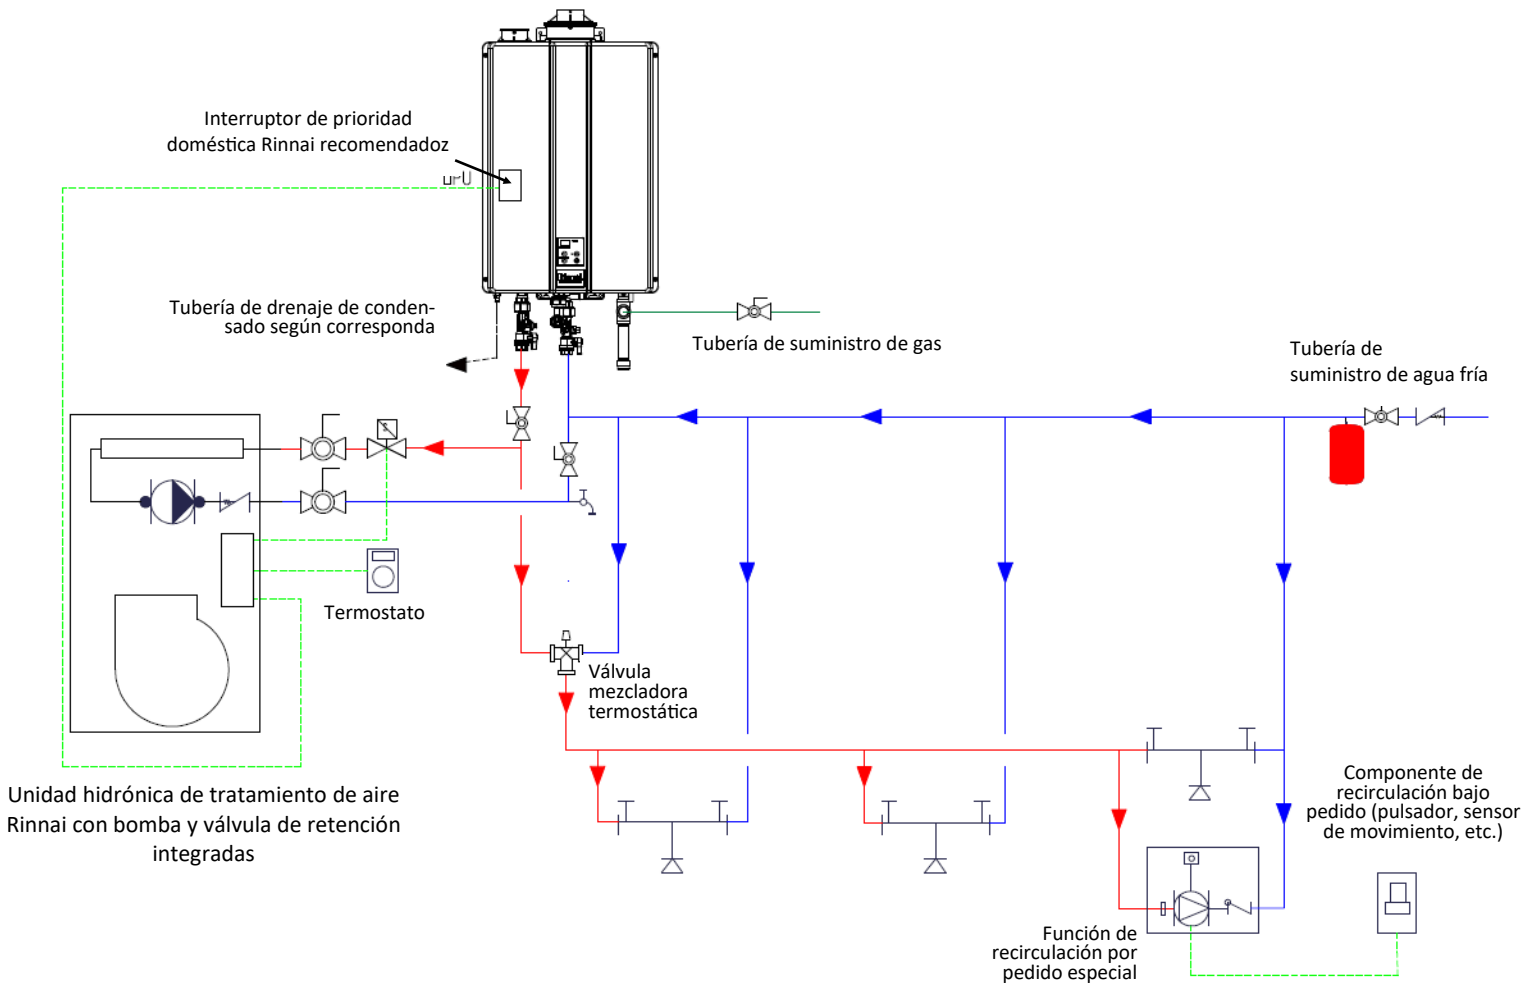 Interruptor de prioridad
doméstica Rinnai recomendadoz
Tubería de drenaje de conden-
sado según corresponda
Tubería de suministro de gas
Tubería de
suministro de agua fría
Termostato
Válvula
mezcladora
termostática
Unidad hidrónica de tratamiento de aire
Rinnai con bomba y válvula de retención
integradas
Componente de
recirculación bajo
pedido (pulsador, sensor
de movimiento, etc.)
Función de
recirculación por
pedido especial